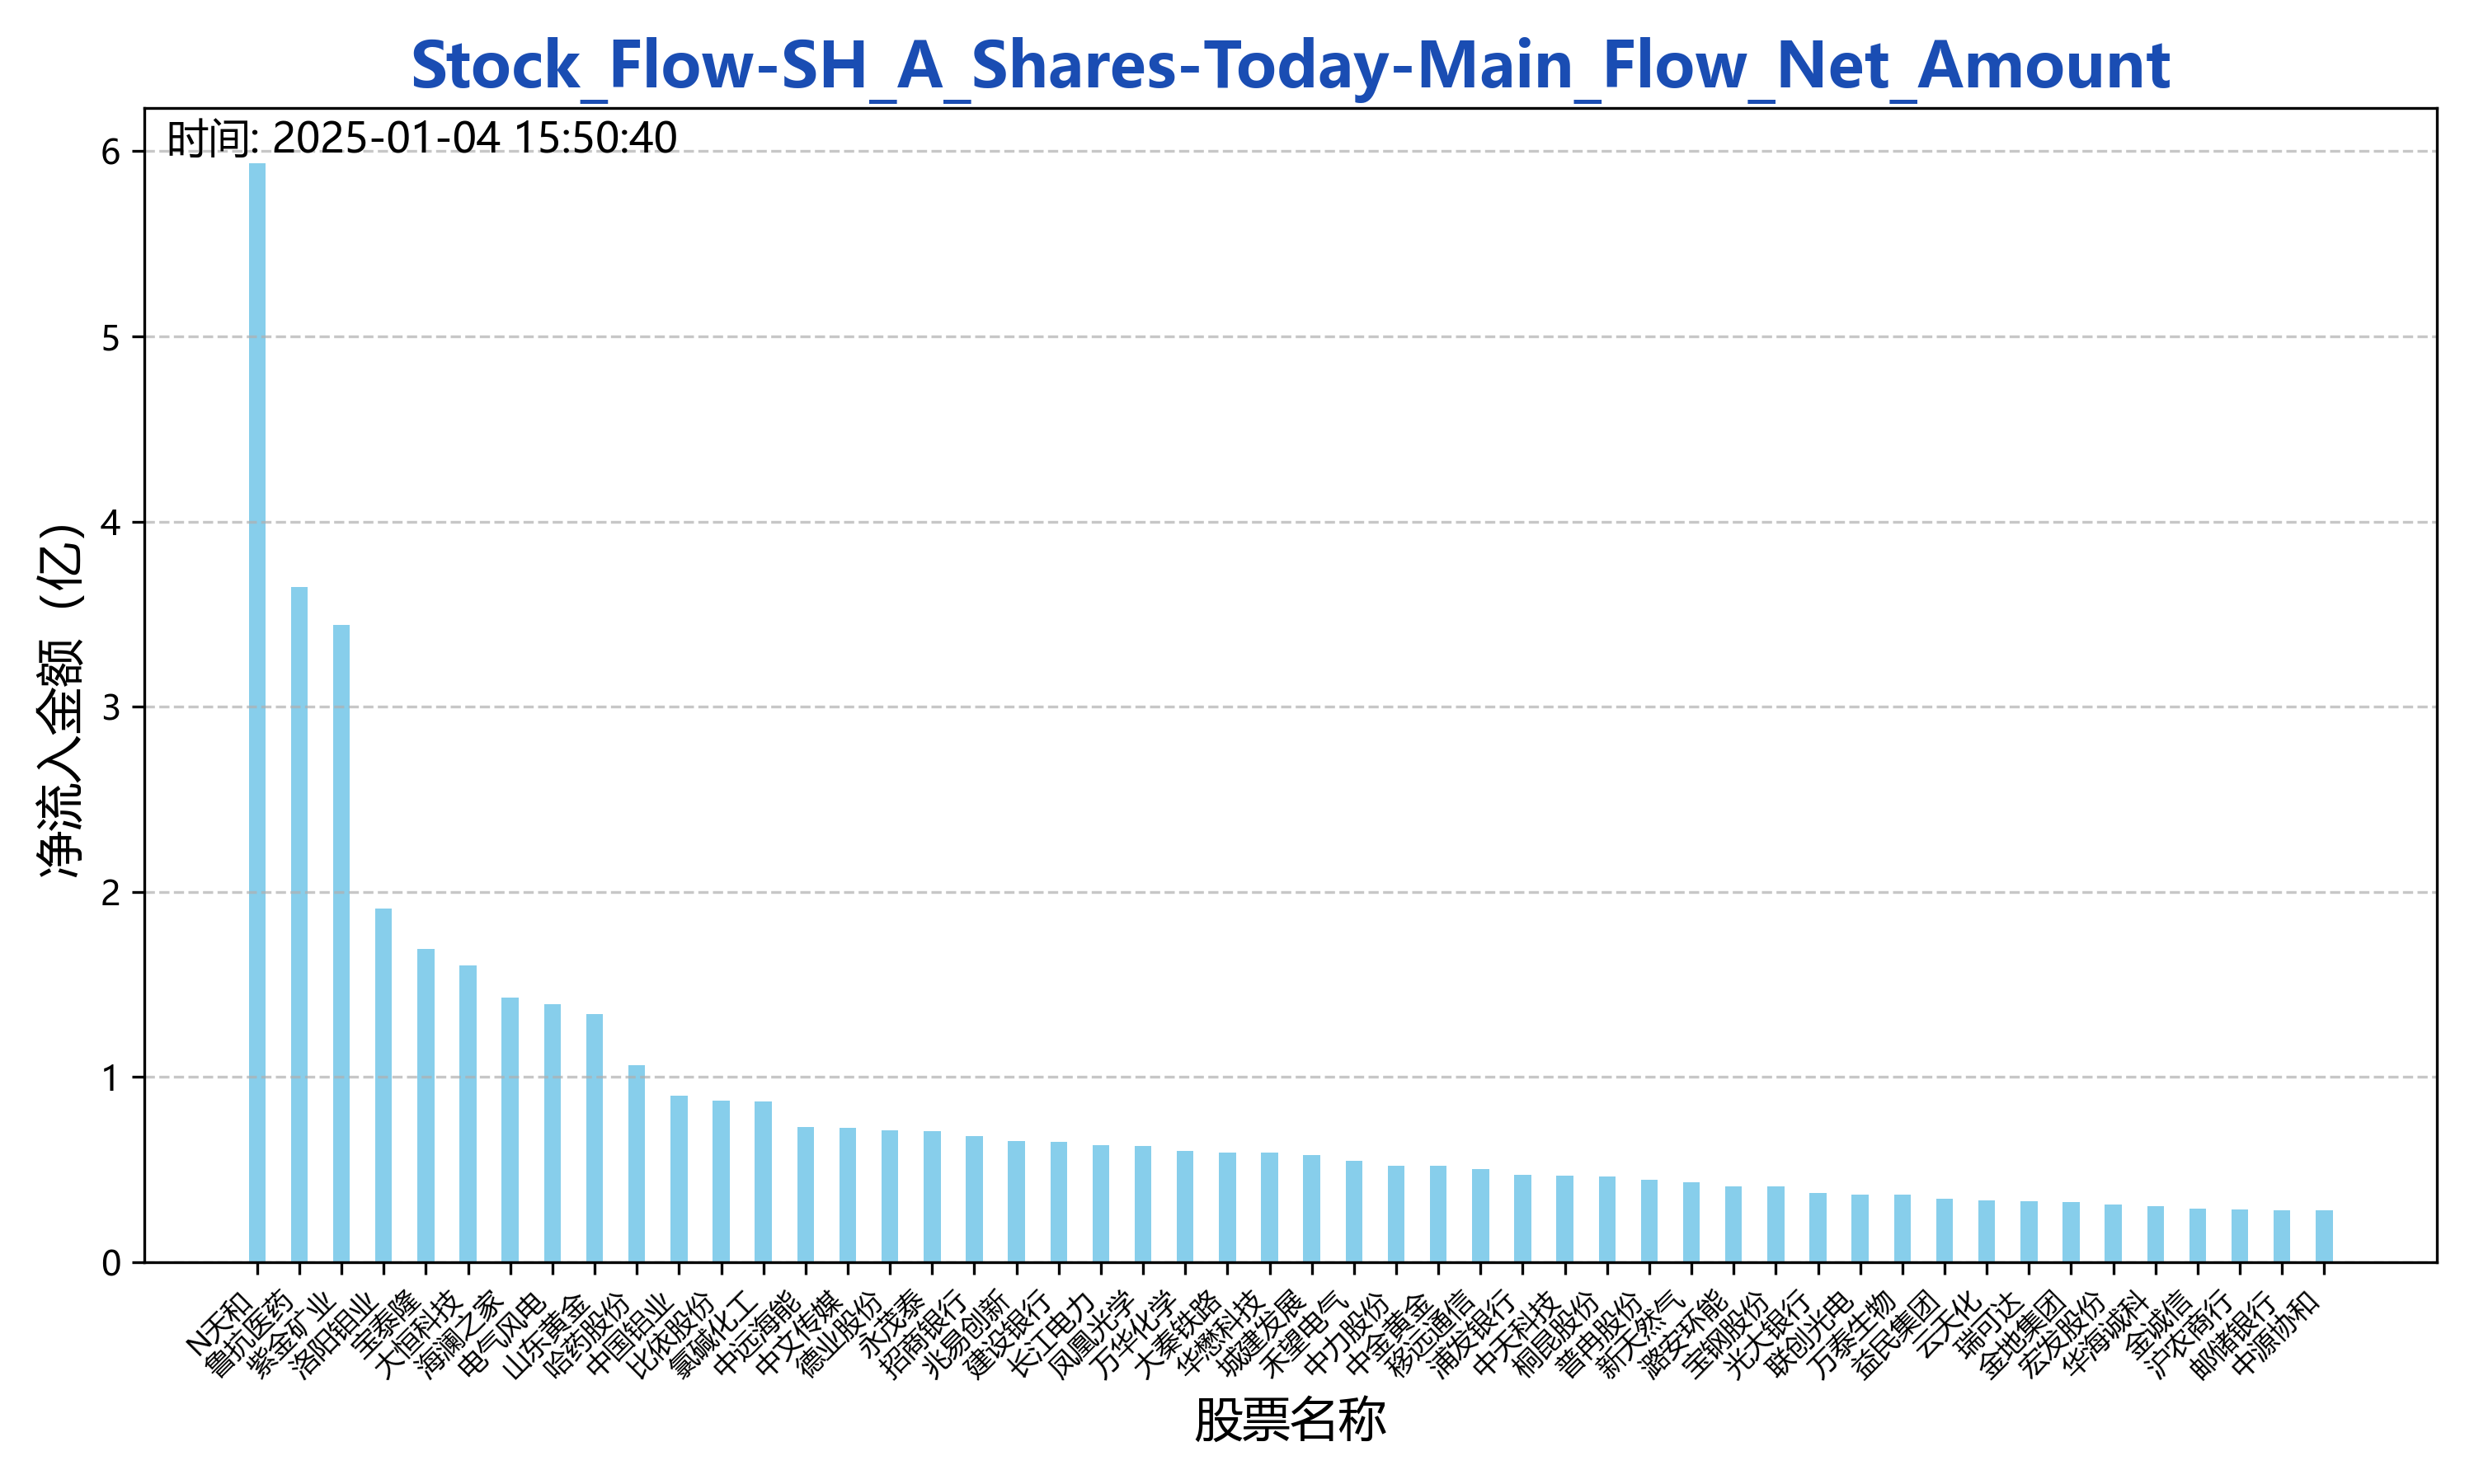 Stock_Flow-SH_A_Shares-Today-Main_Flow_Net_Amount
时间: 2025-01-04 15:50:40
净流入金额 (亿)
6
5
4
3
2
1
0
N天和
鲁抗医药
紫金矿业
洛阳钼业
宝泰隆
大恒科技
海澜之家
电气风电
山东黄金
哈药股份
中国铝业
比依股份
氯碱化工
中远海能
中文传媒
德业股份
永茂泰
招商银行
兆易创新
建设银行
长江电力
凤凰光学
万华化学
大秦铁路
华懋科技
城建发展
禾望电气
中力股份
中金黄金
移远通信
浦发银行
中天科技
桐昆股份
普冉股份
新天然气
潞安环能
宝钢股份
光大银行
联创光电
万泰生物
益民集团
云天化
瑞可达
金地集团
宏发股份
华海诚科
金诚信
沪农商行
邮储银行
中源协和
股票名称